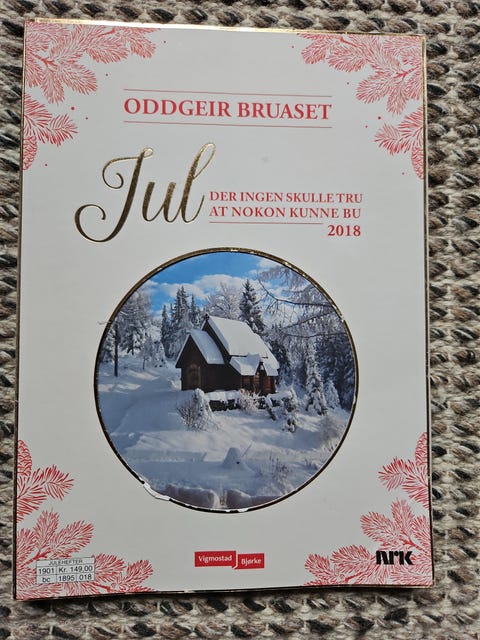 ODDGEIR BRUASET
Jul
DER INGEN SKULLE TRU
AT NOKON KUNNE BU
2018
Vigmostad Bjørke
NRK
JULEHEFTER
1901 Kr. 149,00
bc 1895 018